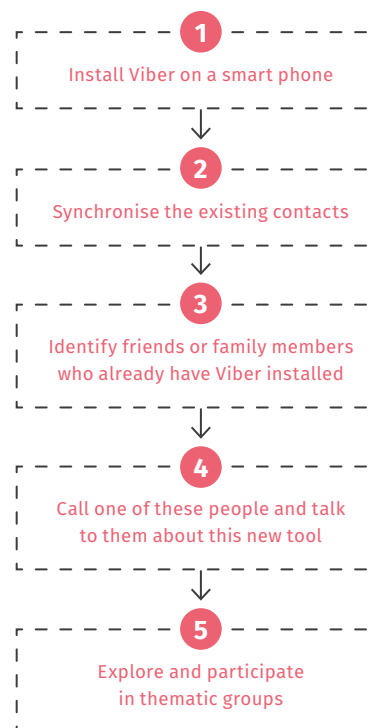 1
Install Viber on a smart phone
2
Synchronise the existing contacts
3
Identify friends or family members
who already have Viber installed
4
Call one of these people and talk
to them about this new tool
5
Explore and participate
in thematic groups